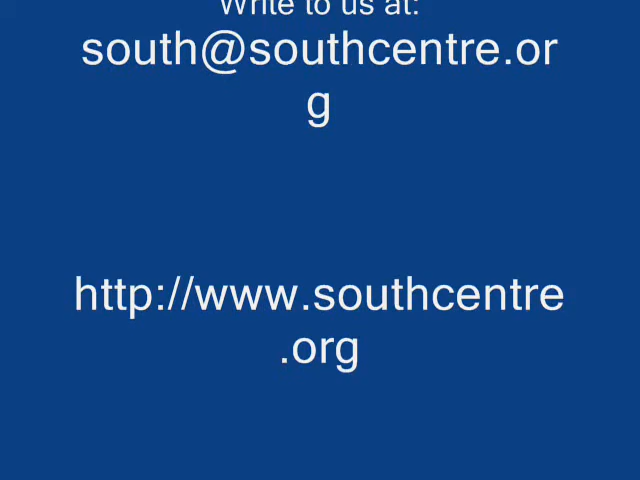 Write to us at:
south@southcentre.or
g
http://www.southcentre
.org